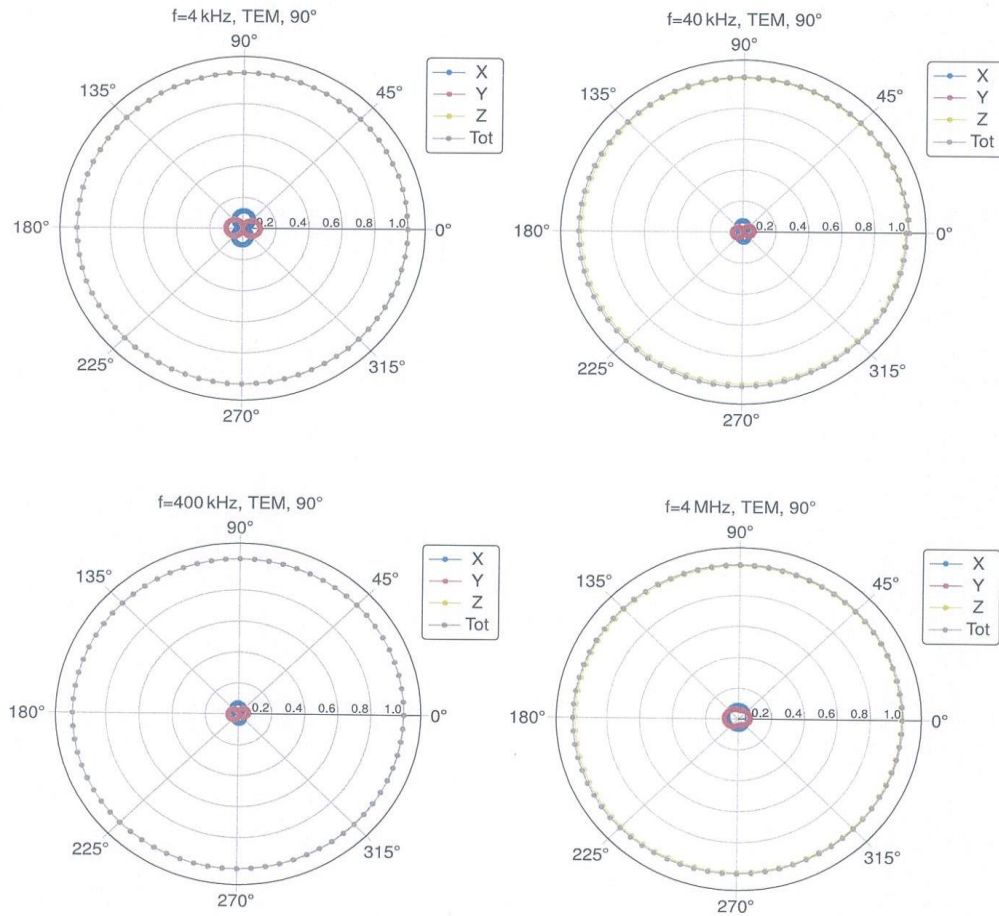 f=4 kHz, TEM, 90°
90°
135°
45°
X
Y
Z
Tot
180°
0.2 0.4 0.6 0.8 1.0
0°
225°
315°
270°
f=40 kHz, TEM, 90°
90°
135°
45°
X
Y
Z
Tot
180°
0.2 0.4 0.6 0.8 1.0
0°
225°
315°
270°
f=400 kHz, TEM, 90°
90°
135°
45°
X
Y
Z
Tot
180°
0.2 0.4 0.6 0.8 1.0
0°
225°
315°
270°
f=4 MHz, TEM, 90°
90°
135°
45°
X
Y
Z
Tot
180°
0.2 0.4 0.6 0.8 1.0
0°
225°
315°
270°